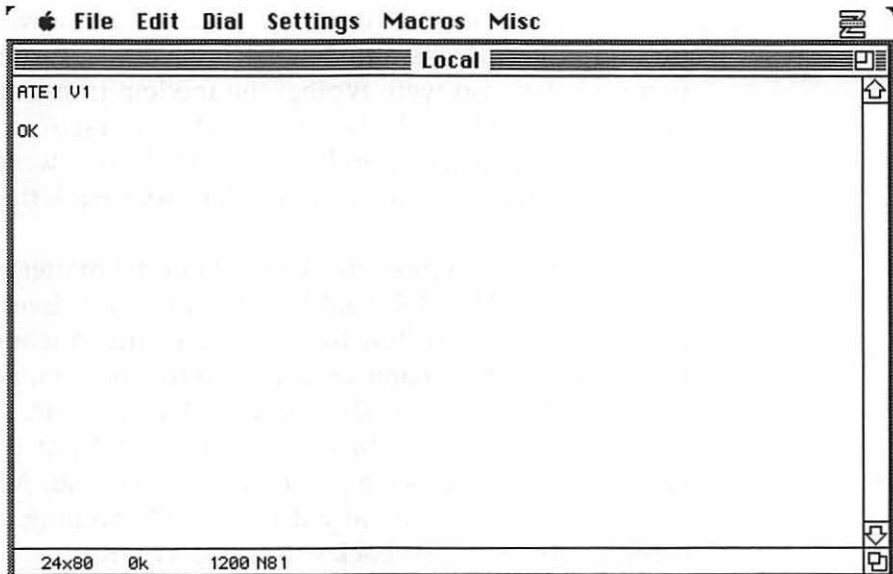 File Edit Dial Settings Macros Misc
Local
ATE1 V1
OK
24x80 0k 1200 N81